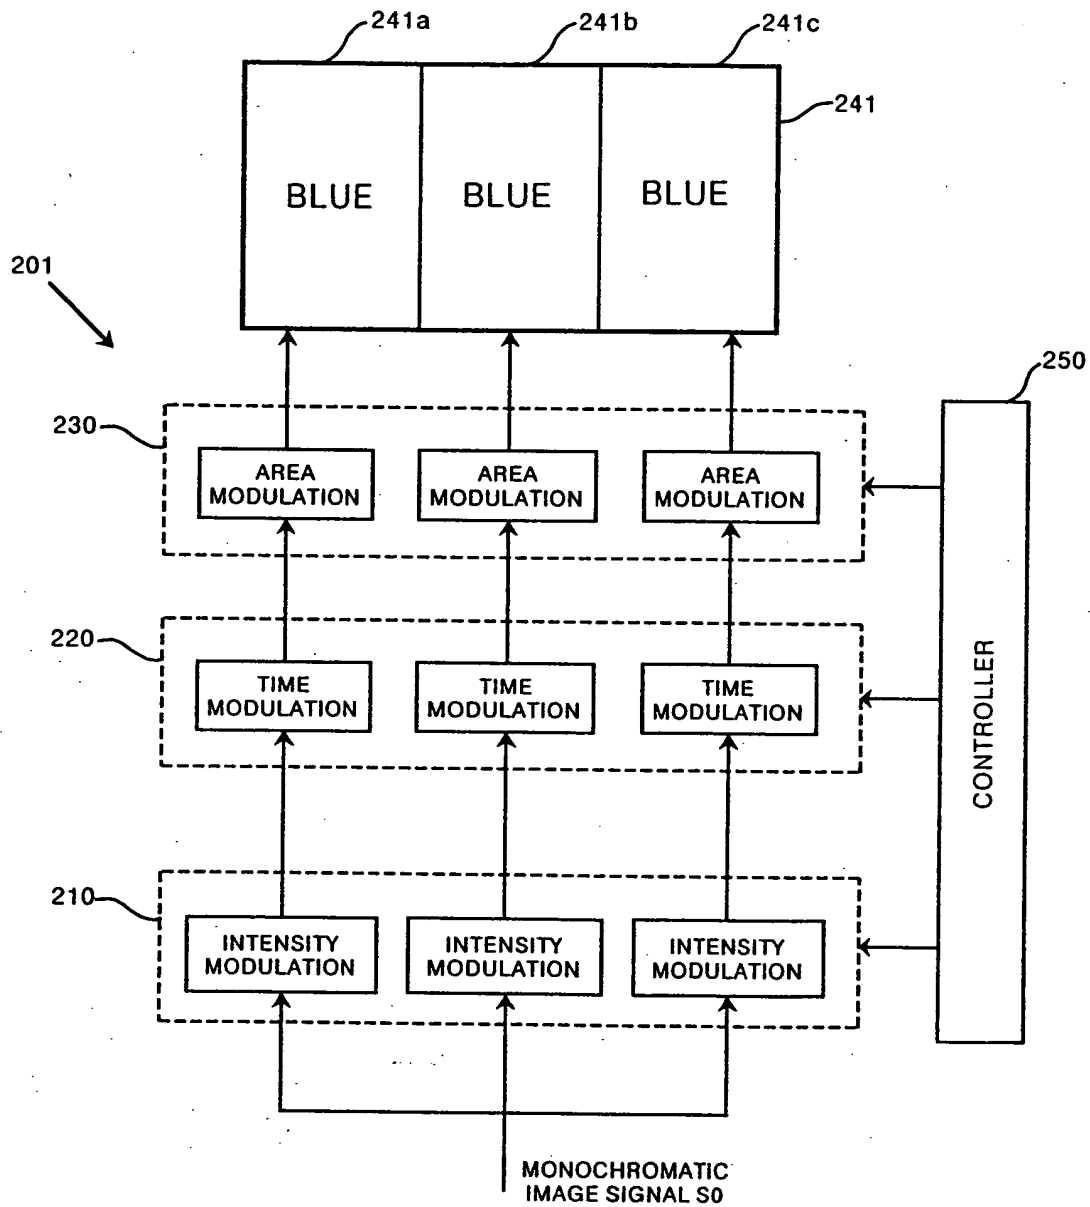 241a
241b
241c
241
BLUE
BLUE
BLUE
201
250
230
AREA
MODULATION
AREA
MODULATION
AREA
MODULATION
220
TIME
MODULATION
TIME
MODULATION
TIME
MODULATION
CONTROLLER
210
INTENSITY
MODULATION
INTENSITY
MODULATION
INTENSITY
MODULATION
MONOCHROMATIC
IMAGE SIGNAL S0